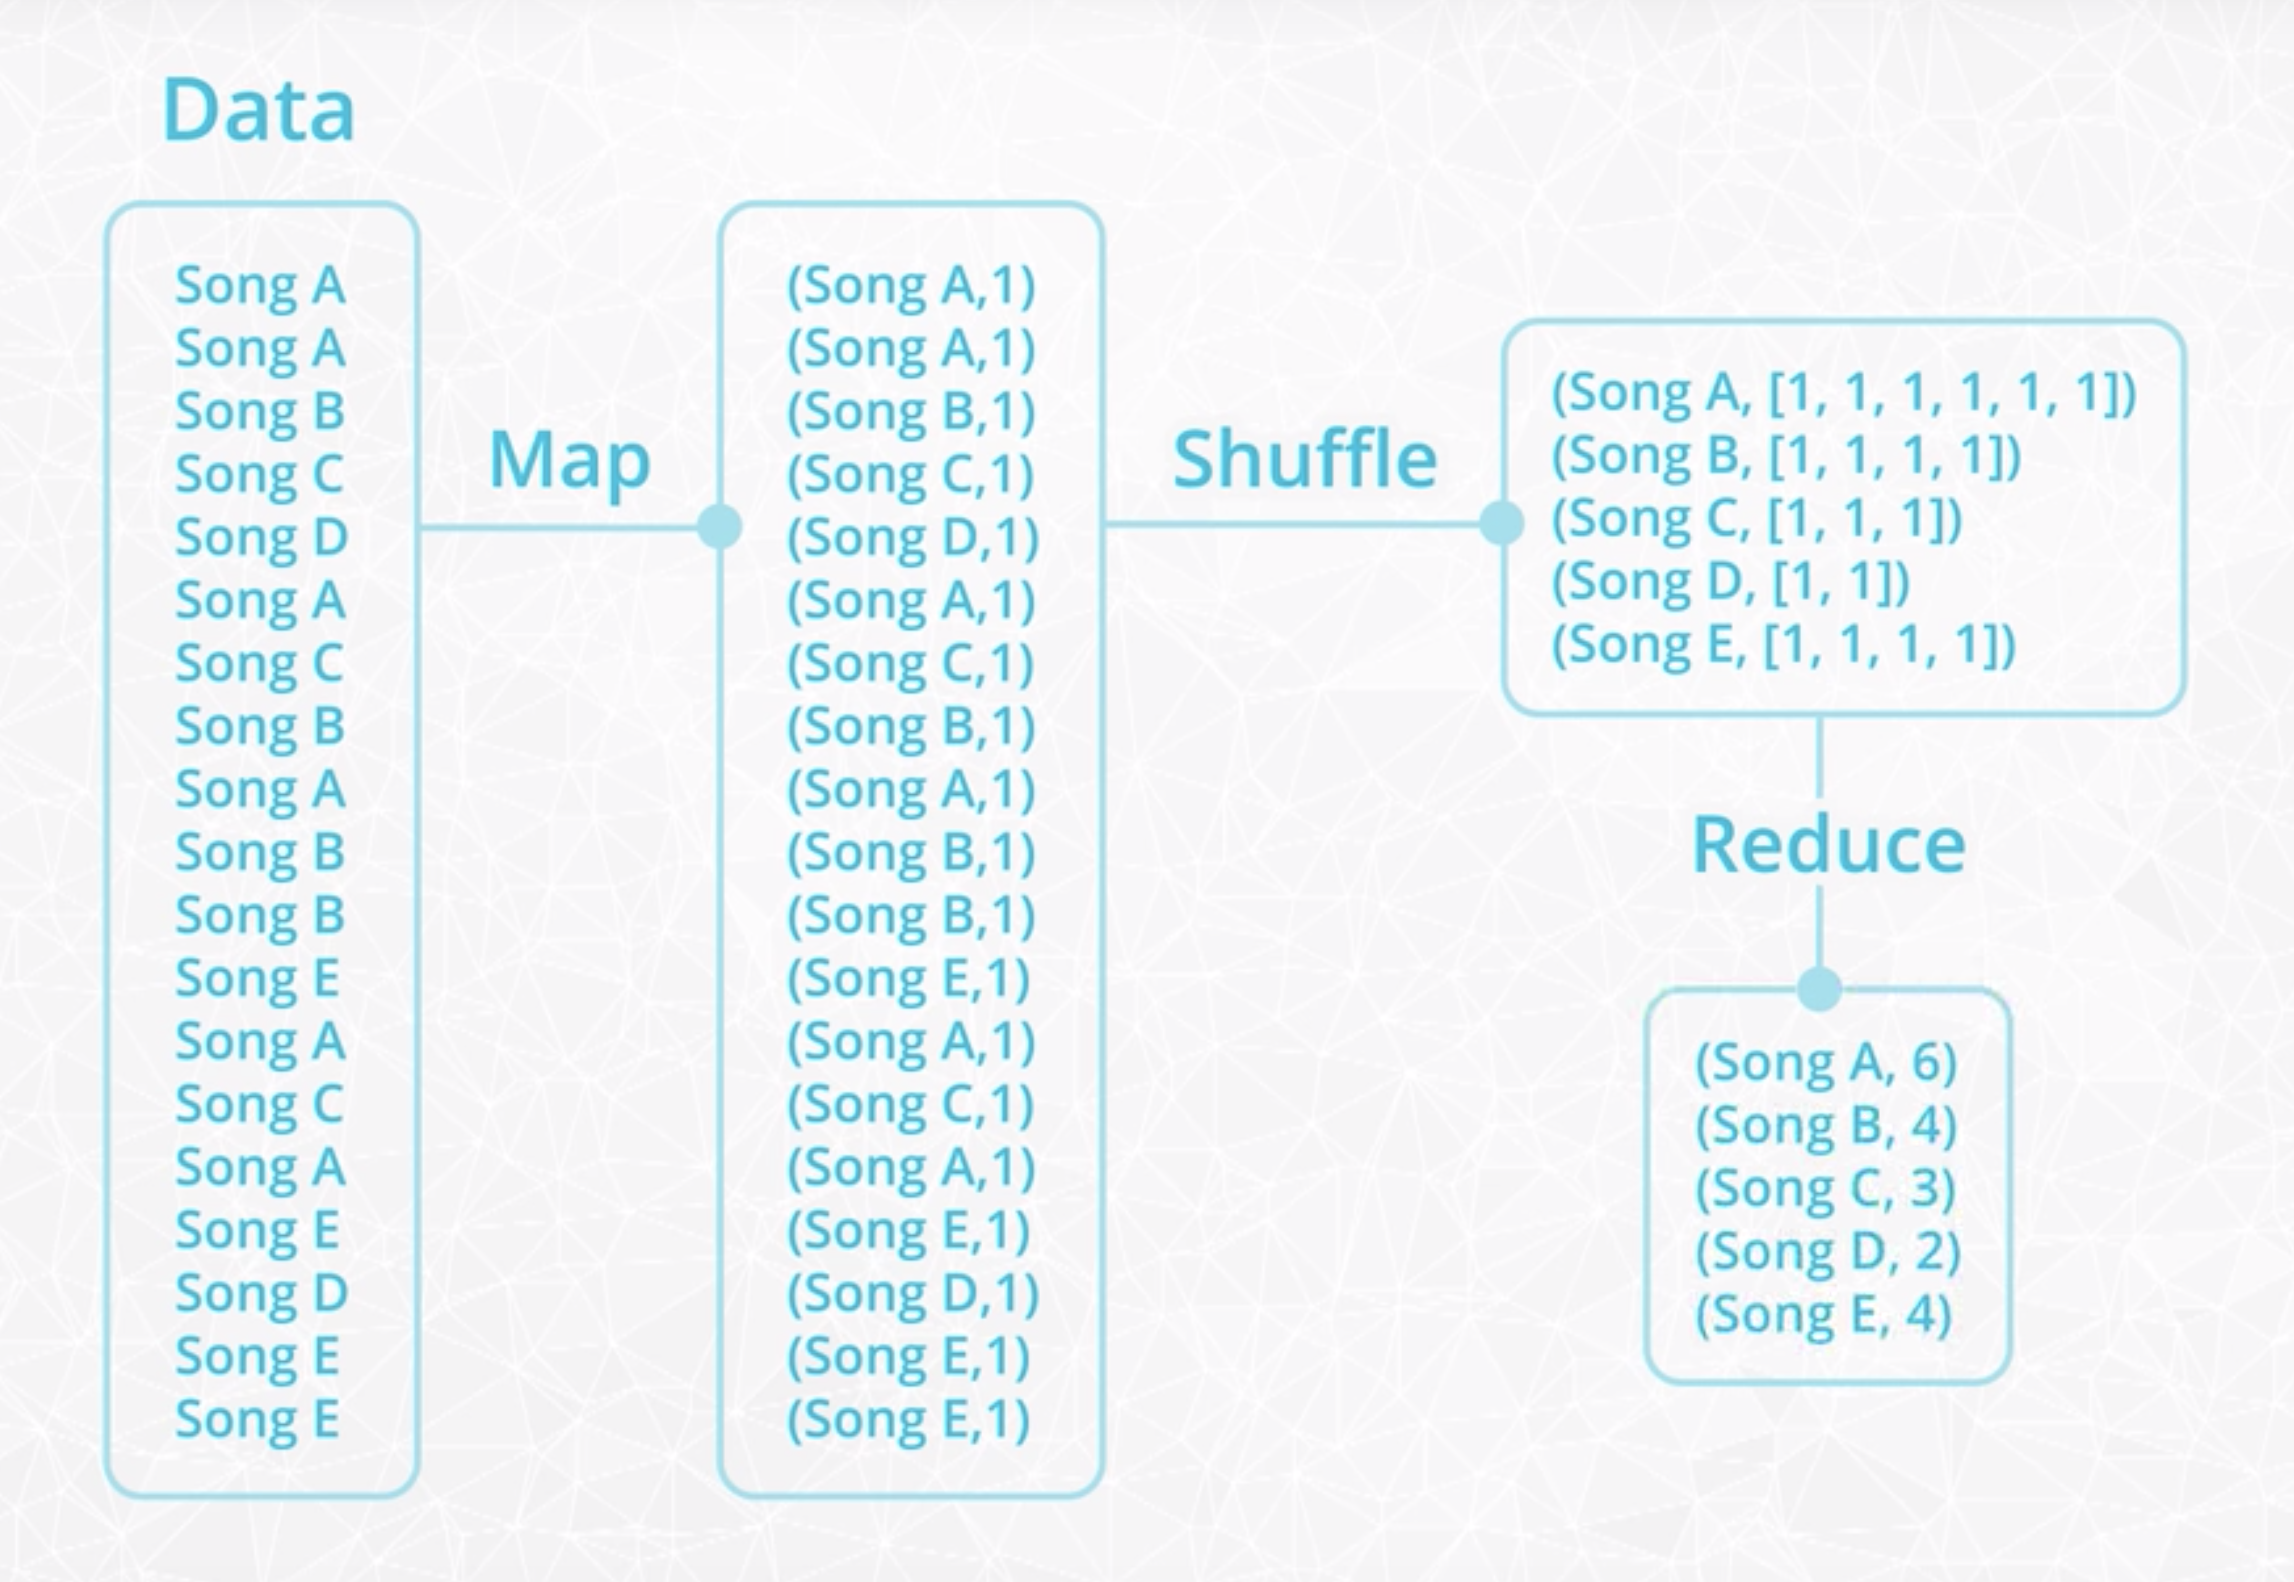 Data
Song A
Song A
Song B
Song C
Song D
Song A
Song C
Song B
Song A
Song B
Song B
Song E
Song A
Song C
Song A
Song E
Song D
Song E
Song E
Map
(Song A,1)
(Song A,1)
(Song B,1)
(Song C,1)
(Song D,1)
(Song A,1)
(Song C,1)
(Song B,1)
(Song A,1)
(Song B,1)
(Song B,1)
(Song E,1)
(Song A,1)
(Song C,1)
(Song A,1)
(Song E,1)
(Song D,1)
(Song E,1)
(Song E,1)
Shuffle
(Song A, [1, 1, 1, 1, 1, 1])
(Song B, [1, 1, 1, 1])
(Song C, [1, 1, 1])
(Song D, [1, 1])
(Song E, [1, 1, 1, 1])
Reduce
(Song A, 6)
(Song B, 4)
(Song C, 3)
(Song D, 2)
(Song E, 4)